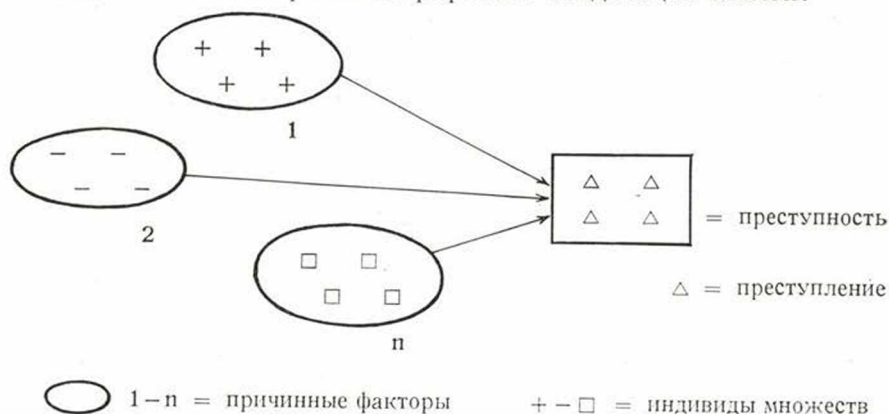 1
2
n
= преступность
△ = преступление
1-n = причинные факторы
+ - □ = индивиды множеств